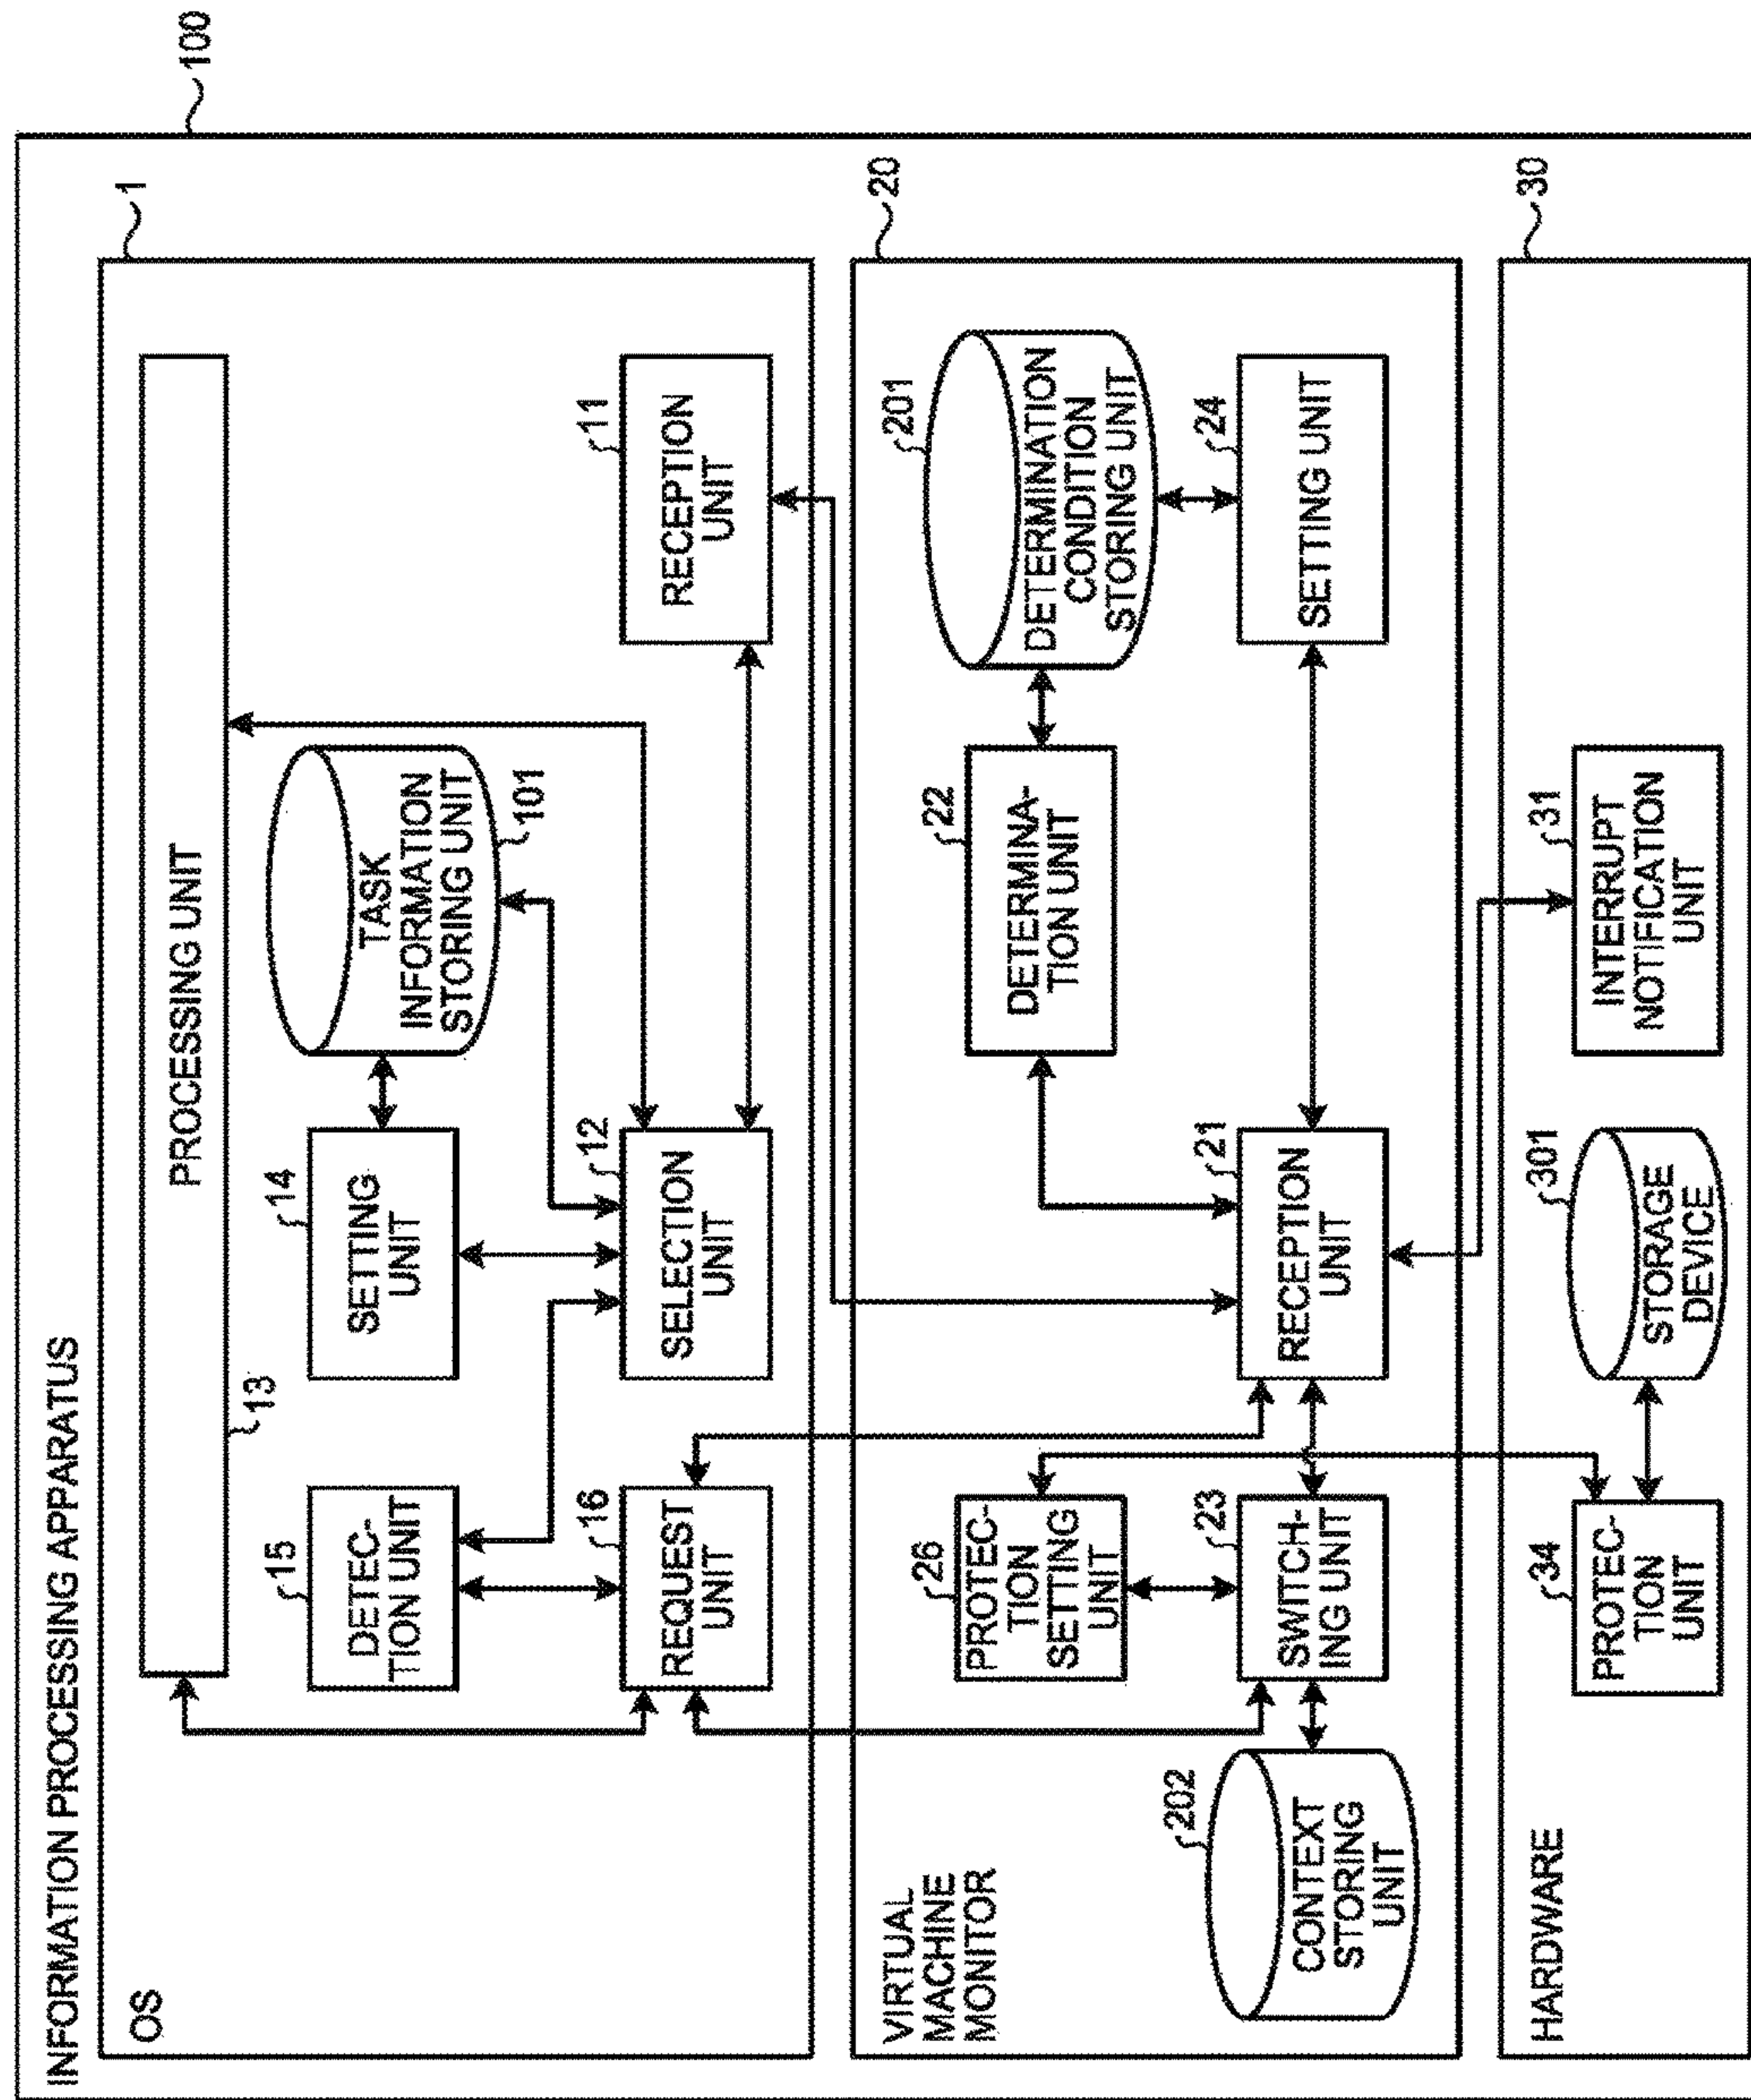 INFORMATION PROCESSING APPARATUS
100
OS
1
PROCESSING UNIT
13
15
DETEC-
TION UNIT
14
SETTING
UNIT
TASK
INFORMATION
STORING UNIT
101
16
REQUEST
UNIT
12
SELECTION
UNIT
11
RECEPTION
UNIT
VIRTUAL
MACHINE
MONITOR
20
26
PROTEC-
TION
SETTING
UNIT
22
DETERMINA-
TION UNIT
201
DETERMINATION
CONDITION
STORING UNIT
202
CONTEXT
STORING
UNIT
23
SWITCH-
ING UNIT
21
RECEPTION
UNIT
24
SETTING UNIT
HARDWARE
30
34
PROTEC-
TION
UNIT
301
STORAGE
DEVICE
31
INTERRUPT
NOTIFICATION
UNIT